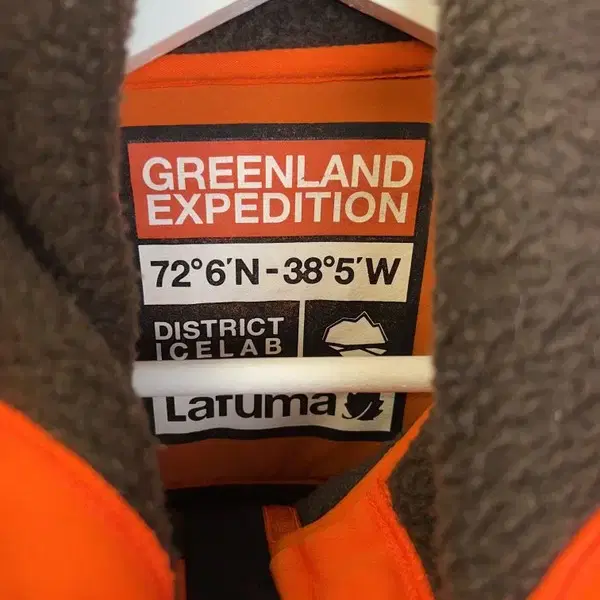 GREENLAND
EXPEDITION
72°6'N-38°5'W
DISTRICT
ICELAB
Lafuma